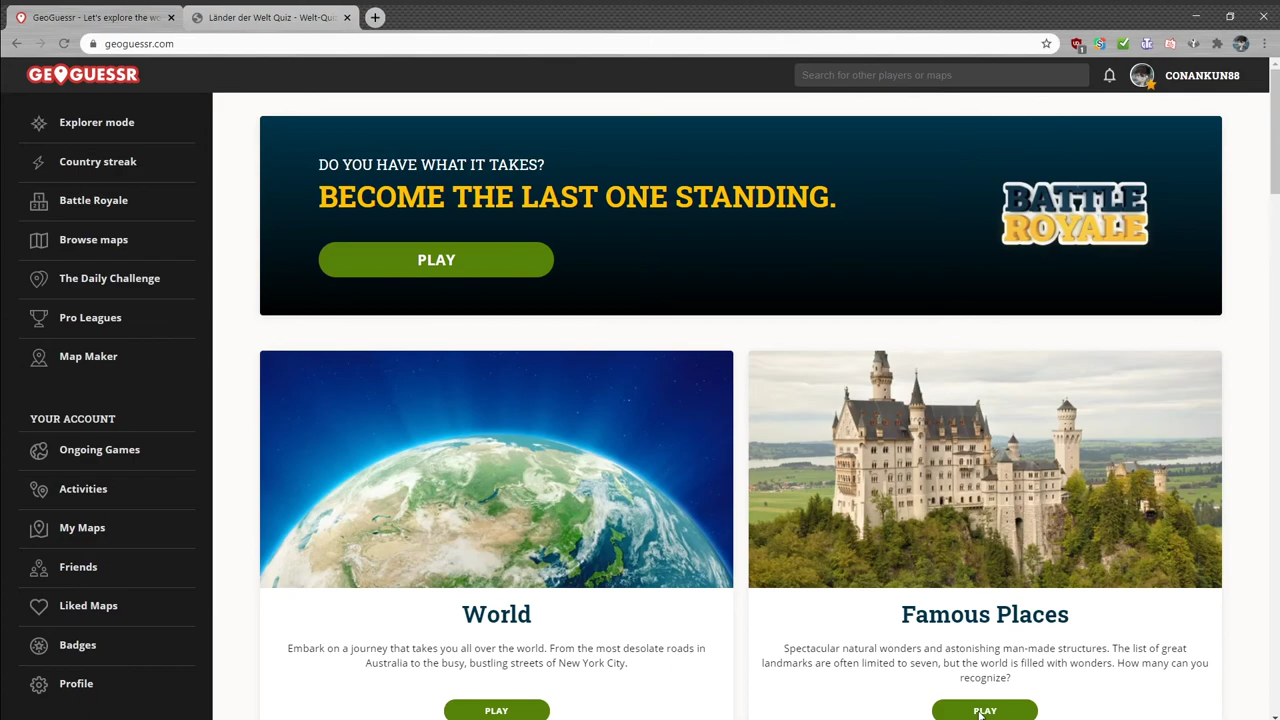 GeoGuessr - Let's explore the wo
Länder der Welt Quiz - Welt-Quiz
geoguessr.com
1
GEOGUESSR
Search for other players or maps
CONANKUN88
Explorer mode
Country streak
Battle Royale
Browse maps
The Daily Challenge
Pro Leagues
Map Maker
YOUR ACCOUNT
Ongoing Games
Activities
My Maps
Friends
Liked Maps
Badges
Profile
DO YOU HAVE WHAT IT TAKES?
BECOME THE LAST ONE STANDING.
PLAY
BATTLE
ROYALE
World
Embark on a journey that takes you all over the world. From the most desolate roads in
Australia to the busy, bustling streets of New York City.
PLAY
Famous Places
Spectacular natural wonders and astonishing man-made structures. The list of great
landmarks are often limited to seven, but the world is filled with wonders. How many can you
recognize?
PLAY